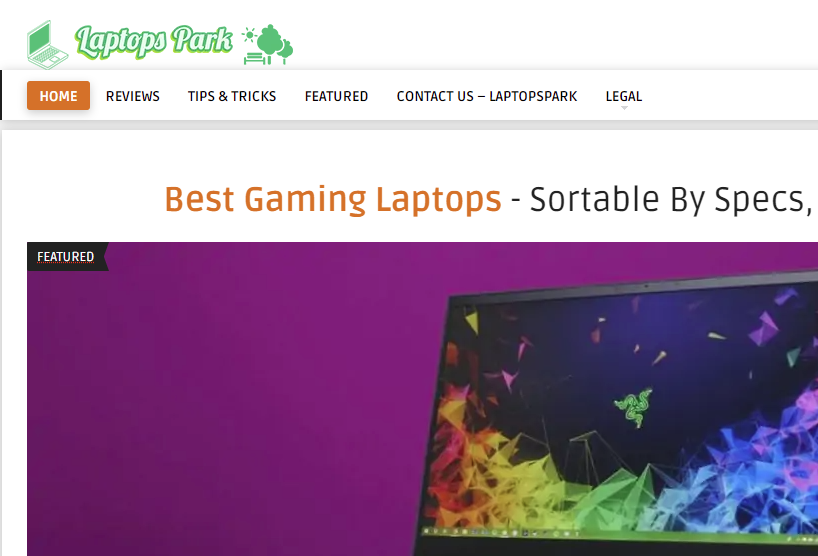 Laptops Park
HOME REVIEWS TIPS & TRICKS FEATURED CONTACT US – LAPTOPSPARK LEGAL
Best Gaming Laptops - Sortable By Specs,
FEATURED